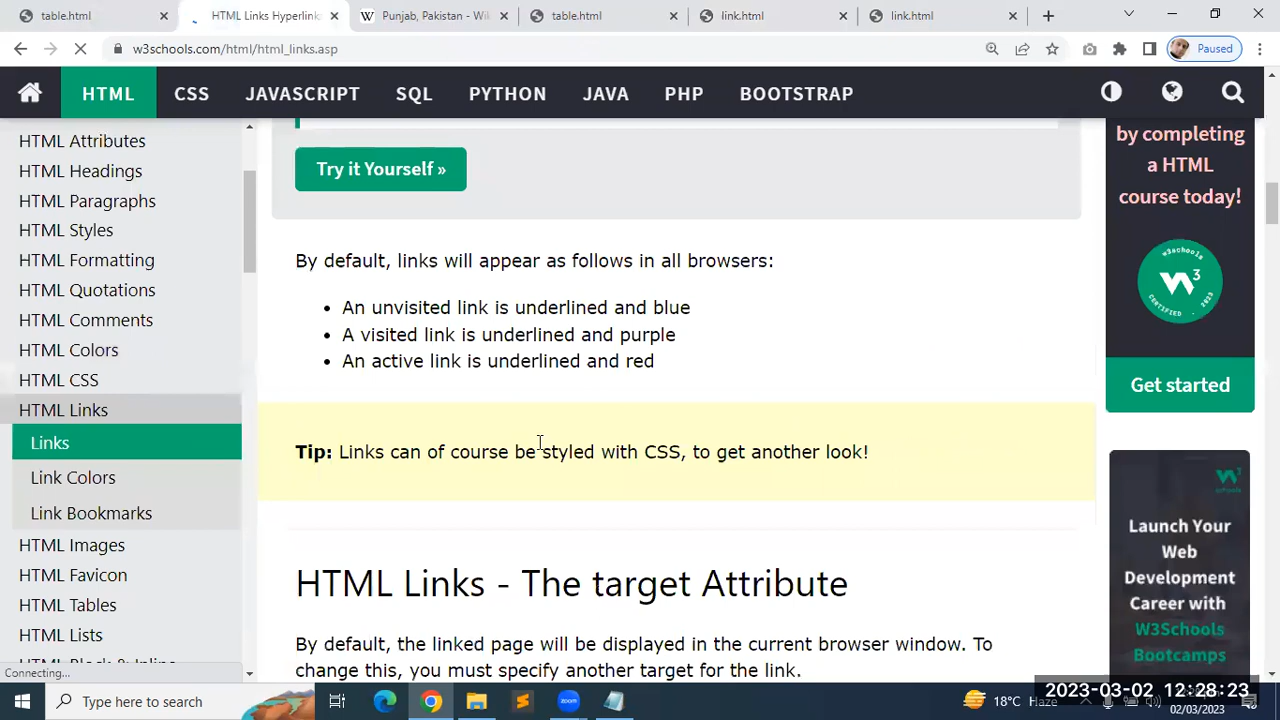 table.html
HTML Links Hyperlink
Punjab, Pakistan - Wi
table.html
link.html
link.html
w3schools.com/html/html_links.asp
Paused
HTML
CSS
JAVASCRIPT
SQL
PYTHON
JAVA
PHP
BOOTSTRAP
HTML Attributes
HTML Headings
HTML Paragraphs
HTML Styles
HTML Formatting
HTML Quotations
HTML Comments
HTML Colors
HTML CSS
HTML Links
Links
Link Colors
Link Bookmarks
HTML Images
HTML Favicon
HTML Tables
HTML Lists
Connecting...
Try it Yourself »
By default, links will appear as follows in all browsers:
• An unvisited link is underlined and blue
• A visited link is underlined and purple
• An active link is underlined and red
Tip: Links can of course be styled with CSS, to get another look!
HTML Links - The target Attribute
By default, the linked page will be displayed in the current browser window. To
change this, you must specify another target for the link.
by completing
a HTML
course today!
w3schools
W3
CERTIFIED . 2023
Get started
W3
schools
Launch Your
Web
Development
Career with
W3Schools
Bootcamps
Type here to search
zoom
18°C Haze
2023-03-02 12:28:23
02/03/2023